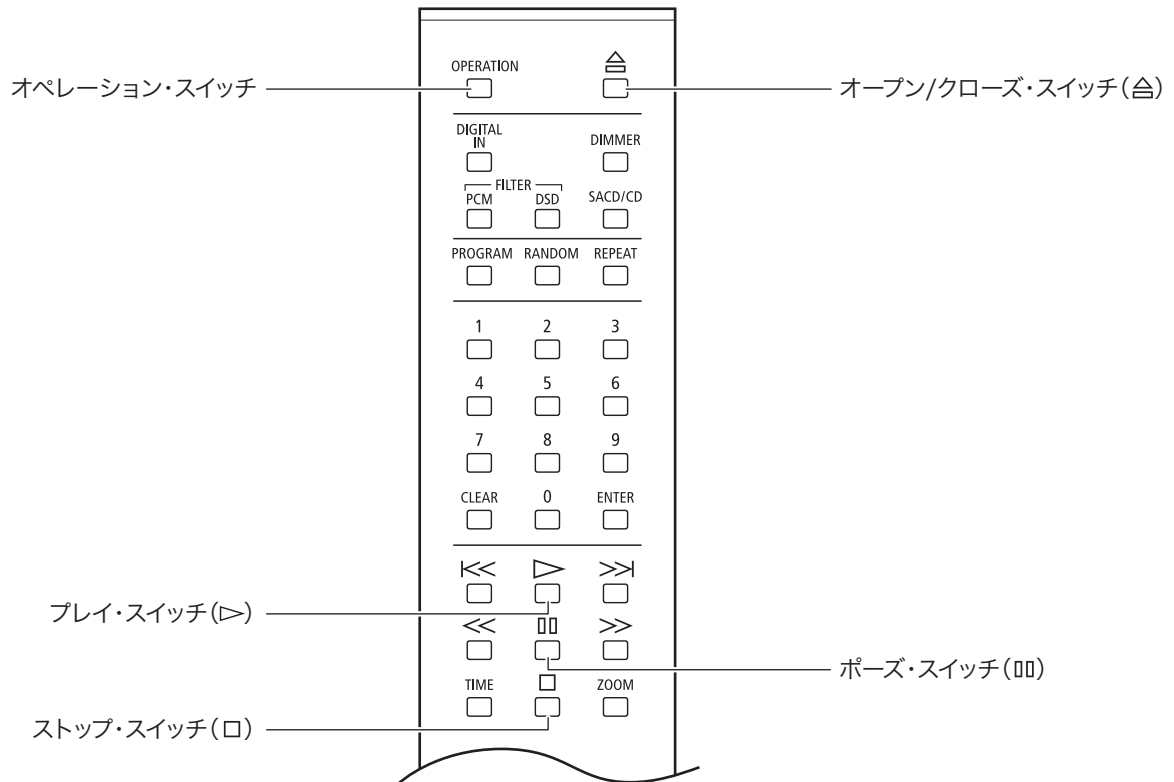 OPERATION
オペレーション・スイッチ
オープン/クローズ・スイッチ(≙)
DIGITAL
IN
DIMMER
FILTER
PCM DSD SACD/CD
PROGRAM RANDOM REPEAT
1 2 3
4 5 6
7 8 9
CLEAR 0 ENTER
プレイ・スイッチ(▷)
ポーズ・スイッチ(▯▯)
TIME ZOOM
ストップ・スイッチ(□)